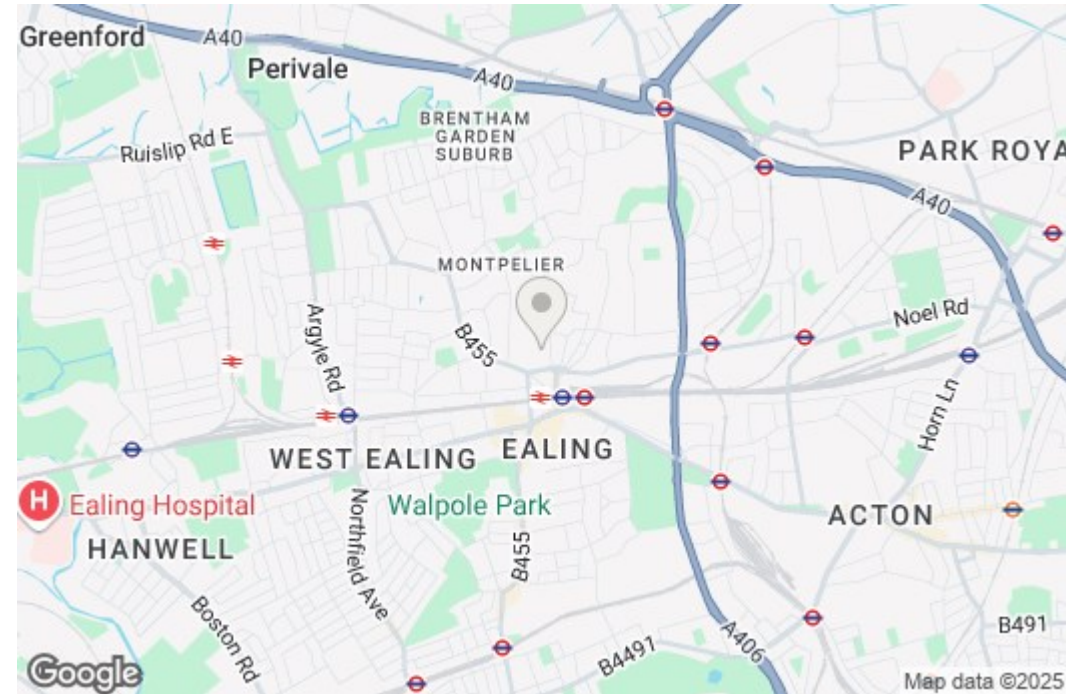 Greenford
A40
Perivale
A40
BRENTHAM
GARDEN
SUBURB
Ruislip Rd E
PARK ROYA
A40
MONTPELIER
Argyle Rd
B455
Noel Rd
Horn Ln
WEST EALING
EALING
H
Ealing Hospital
Walpole Park
ACTON
HANWELL
Northfield Ave
B455
Boston Rd
B4491
A406
B491
Google
Map data ©2025